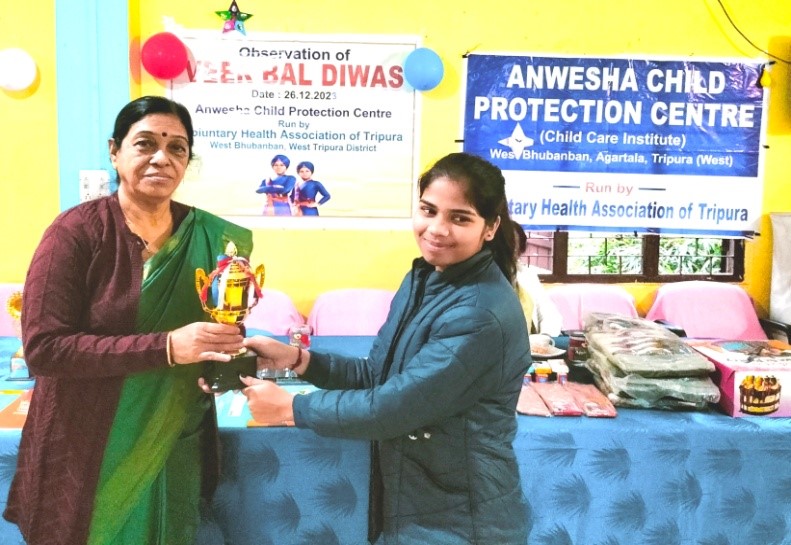 Observation of
VEER BAL DIWAS
Date : 26.12.2023
Anwesha Child Protection Centre
Run by
Voluntary Health Association of Tripura
West Bhubanban, West Tripura District
ANWESHA CHILD
PROTECTION CENTRE
(Child Care Institute)
West Bhubanban, Agartala, Tripura (West)
Run by
Health Association of Tripura